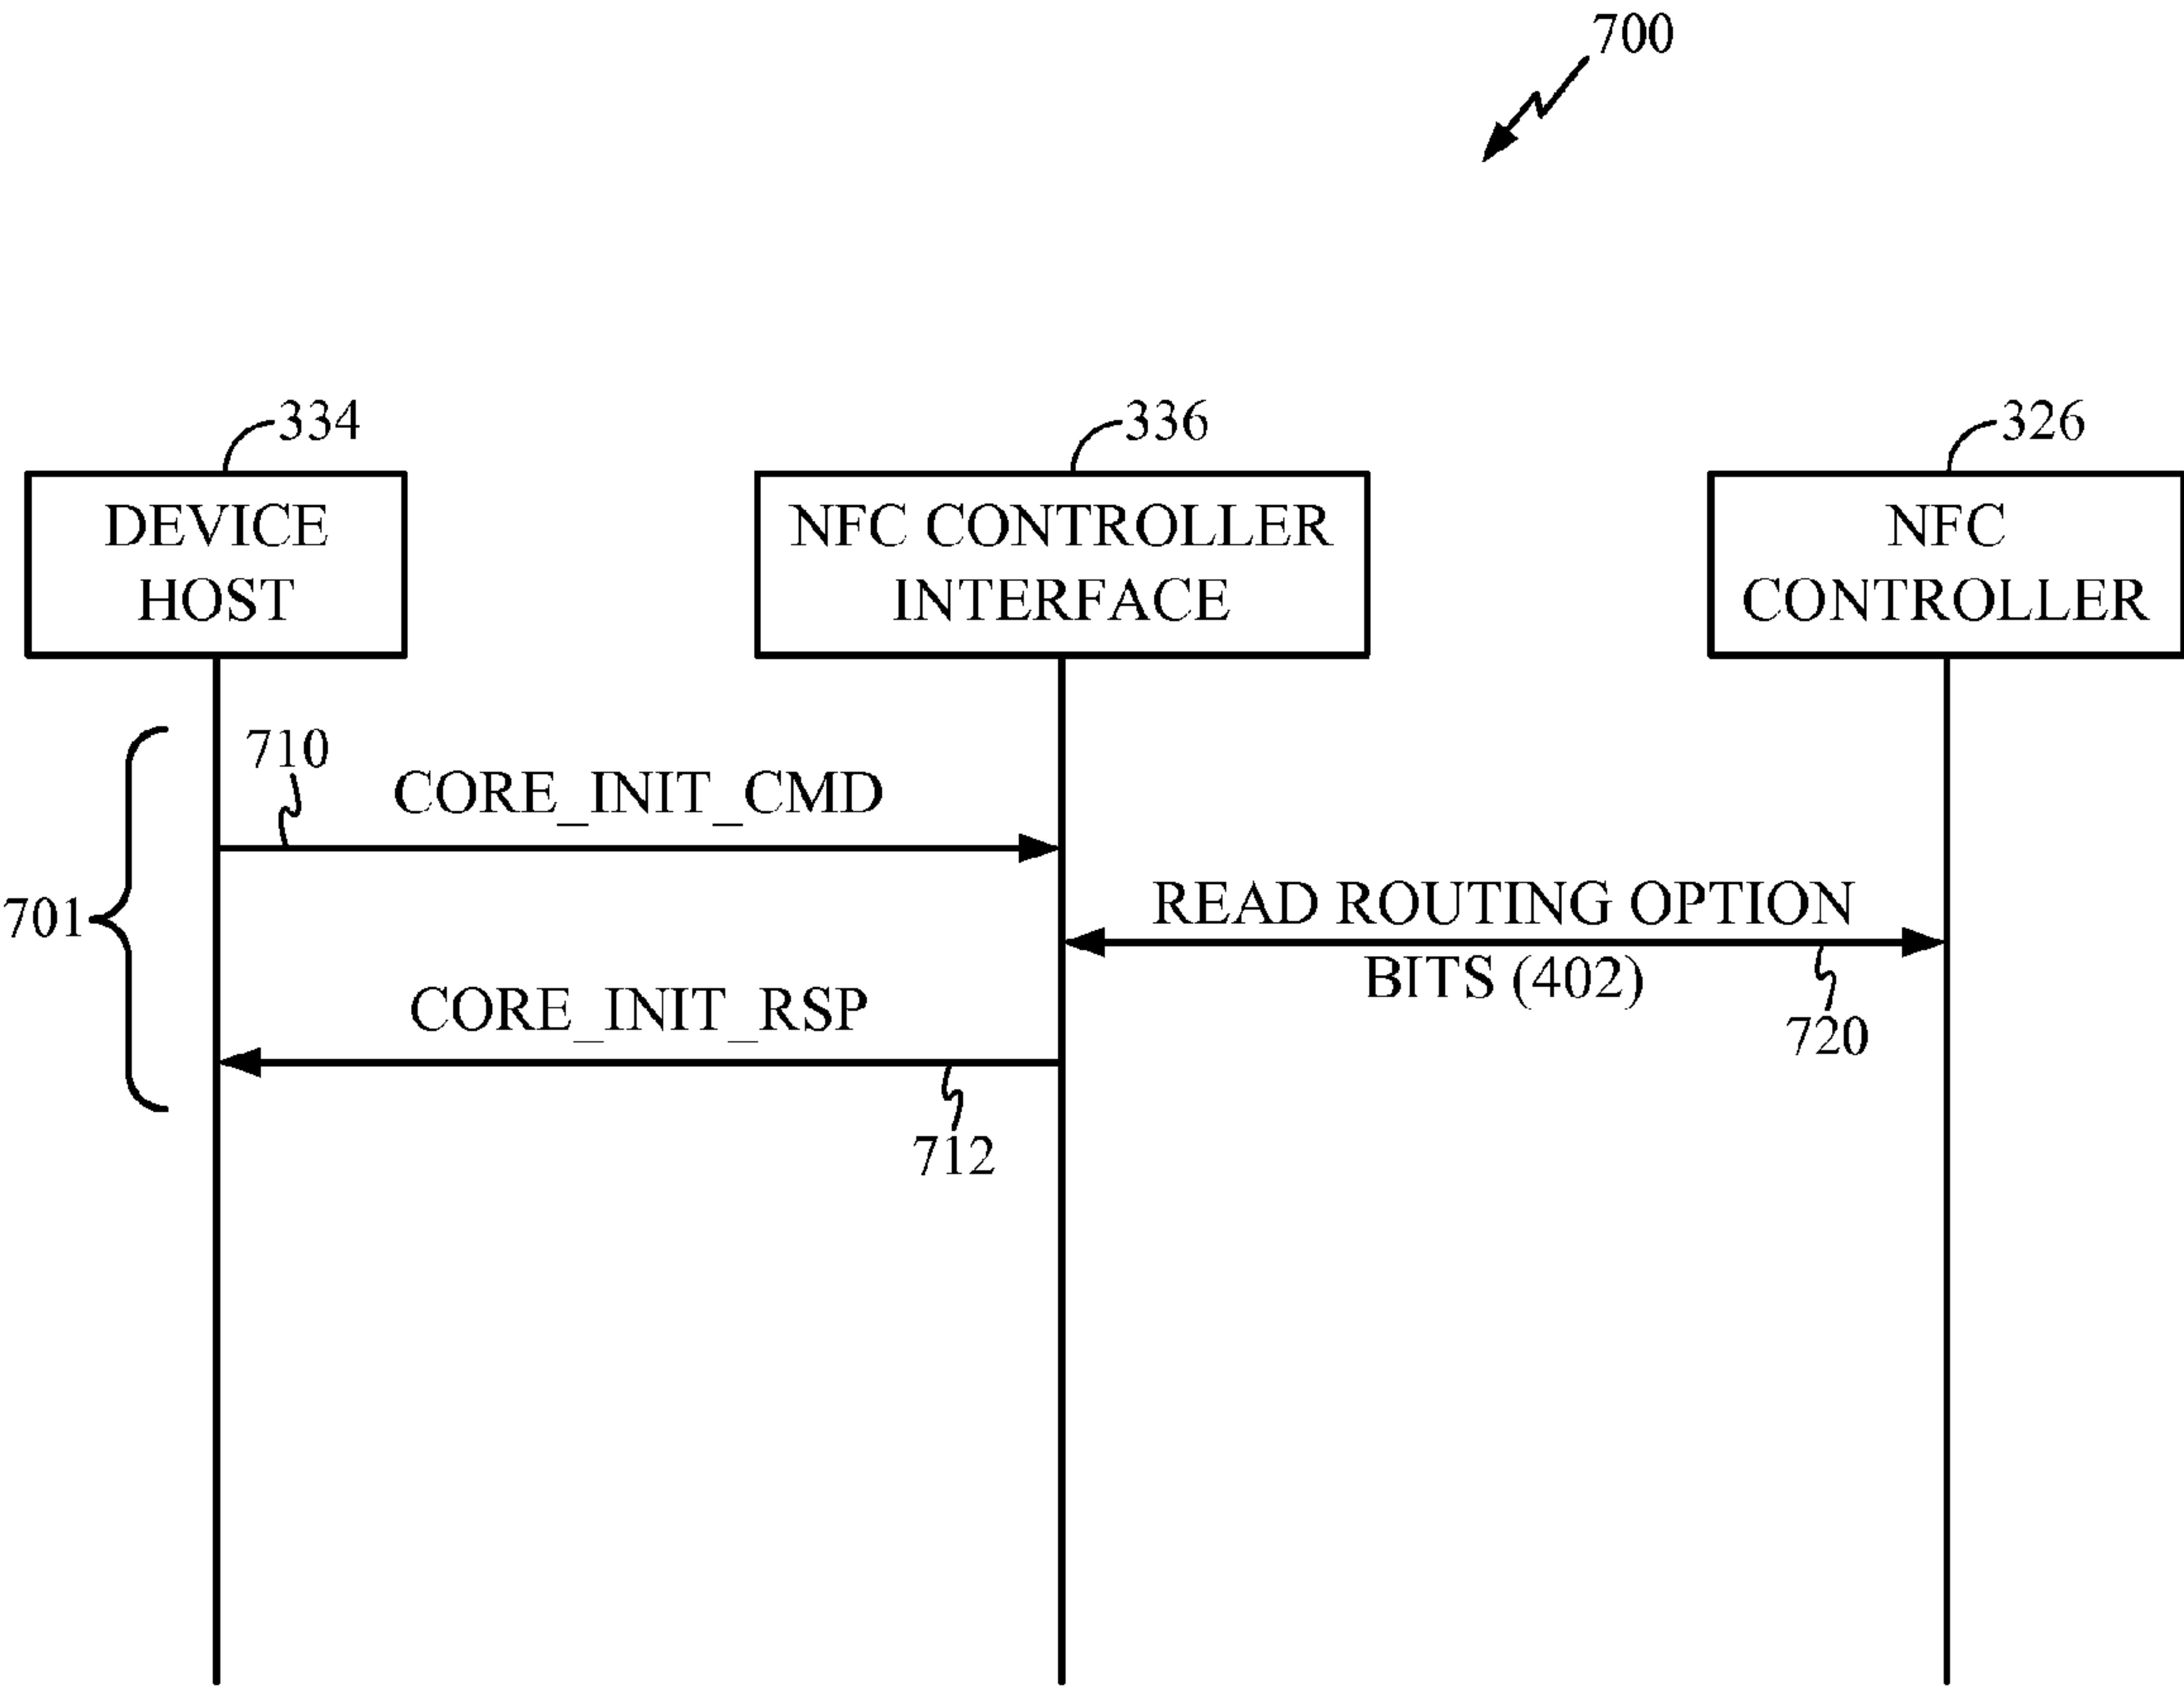 700
334
336
326
DEVICE
HOST
NFC CONTROLLER
INTERFACE
NFC
CONTROLLER
710
CORE_INIT_CMD
READ ROUTING OPTION
BITS (402)
701
CORE_INIT_RSP
720
712